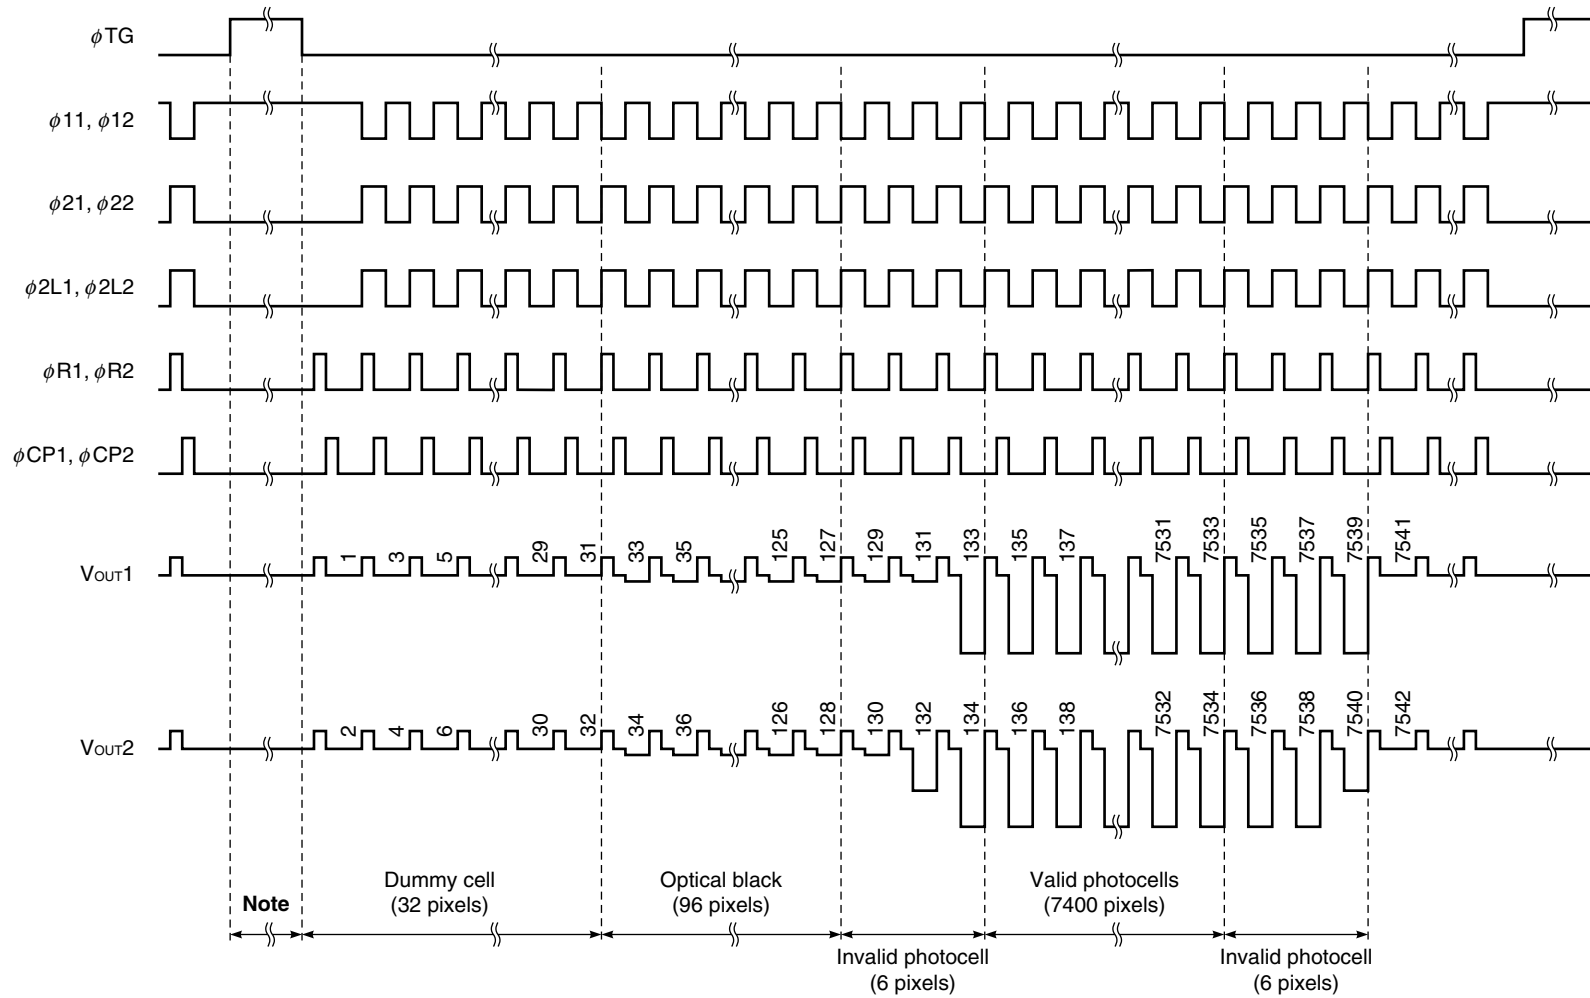 φTG
φ11, φ12
φ21, φ22
φ2L1, φ2L2
φR1, φR2
φCP1, φCP2
VOUT1
1 3 5 29 31 33 35 125 127 129 131 133 135 137 7531 7533 7535 7537 7539 7541
VOUT2
2 4 6 30 32 34 36 126 128 130 132 134 136 138 7532 7534 7536 7538 7540 7542
Note
Dummy cell
(32 pixels)
Optical black
(96 pixels)
Invalid photocell
(6 pixels)
Valid photocells
(7400 pixels)
Invalid photocell
(6 pixels)